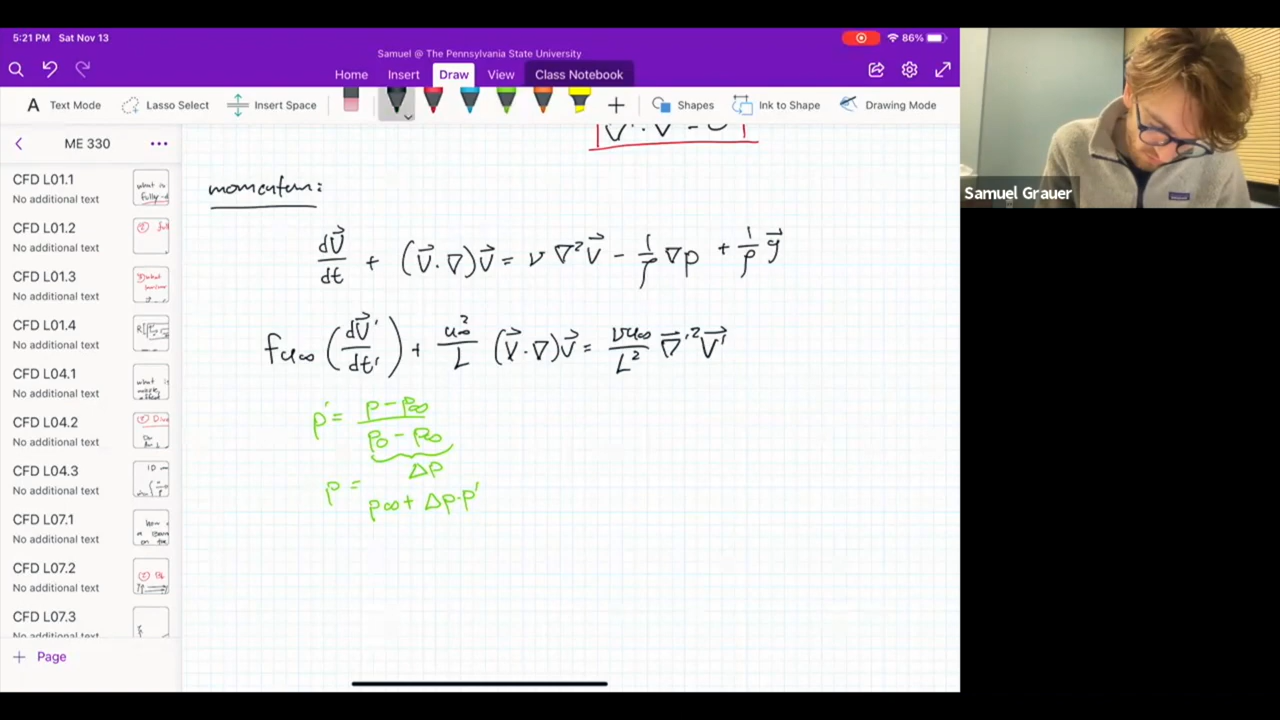 5:21 PM Sat Nov 13
86%
Samuel @ The Pennsylvania State University
Home Insert Draw View Class Notebook
A Text Mode Lasso Select Insert Space Shapes Ink to Shape Drawing Mode
ME 330
CFD L01.1
No additional text
CFD L01.2
No additional text
CFD L01.3
No additional text
CFD L01.4
No additional text
CFD L04.1
No additional text
CFD L04.2
No additional text
CFD L04.3
No additional text
CFD L07.1
No additional text
CFD L07.2
No additional text
CFD L07.3
No additional text
+ Page
∇'·V' = 0
momentum:
dV⃗/dt + (V⃗·∇)V⃗ = ν∇²V⃗ − 1/ρ ∇p + 1/ρ g⃗
fu∞ (dV⃗'/dt') + u∞²/L (V⃗·∇)V⃗ = νu∞/L² ∇⃗'²V⃗'
p' = p − p∞ / p0 − p∞
Δp
p = p∞ + Δp·p'
Samuel Grauer